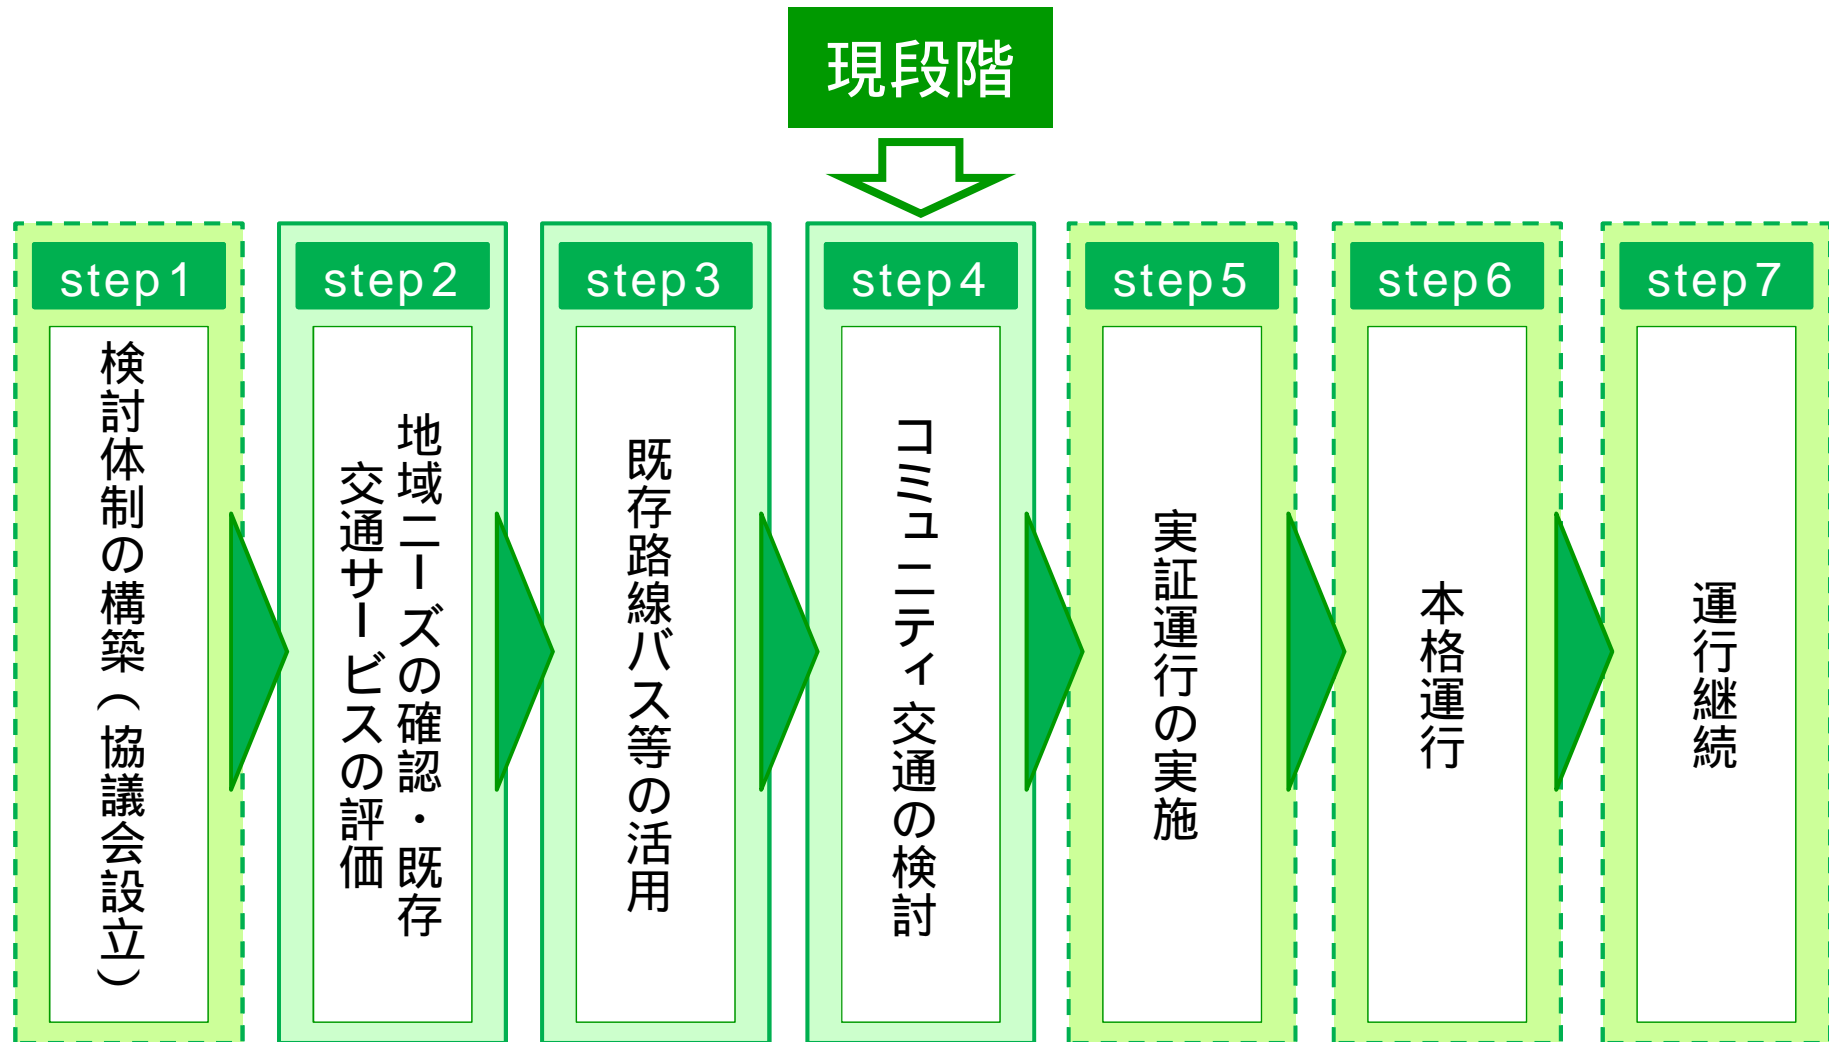 現段階
step1
検討体制の構築（協議会設立）
step2
地域ニーズの確認・既存
交通サービスの評価
step3
既存路線バス等の活用
step4
コミュニティ交通の検討
step5
実証運行の実施
step6
本格運行
step7
運行継続